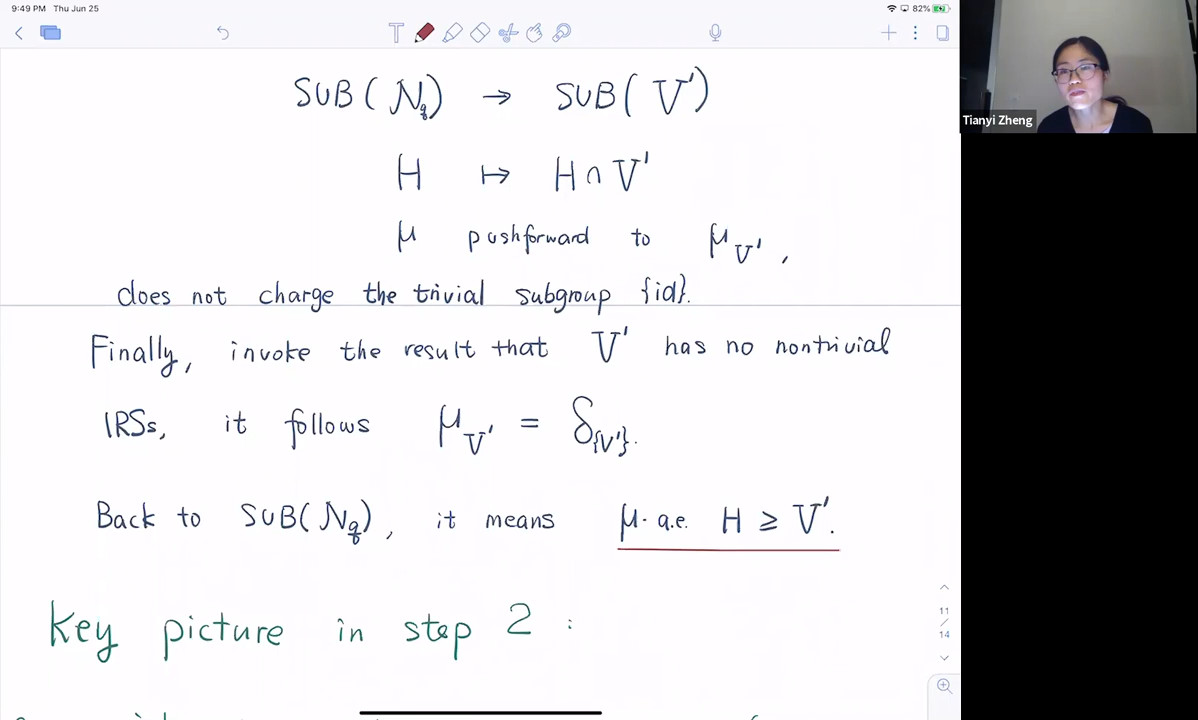 9:49 PM Thu Jun 25
82%
SUB(N_q) → SUB(V')
H ↦ H ∩ V'
μ pushforward to μ_V',
does not charge the trivial subgroup {id}.
Finally, invoke the result that V' has no nontrivial
IRSs, it follows μ_V' = δ_{V'}.
Back to SUB(N_q), it means μ- a.e. H ≥ V'.
Key picture in step 2 :
11
/
14
Tianyi Zheng